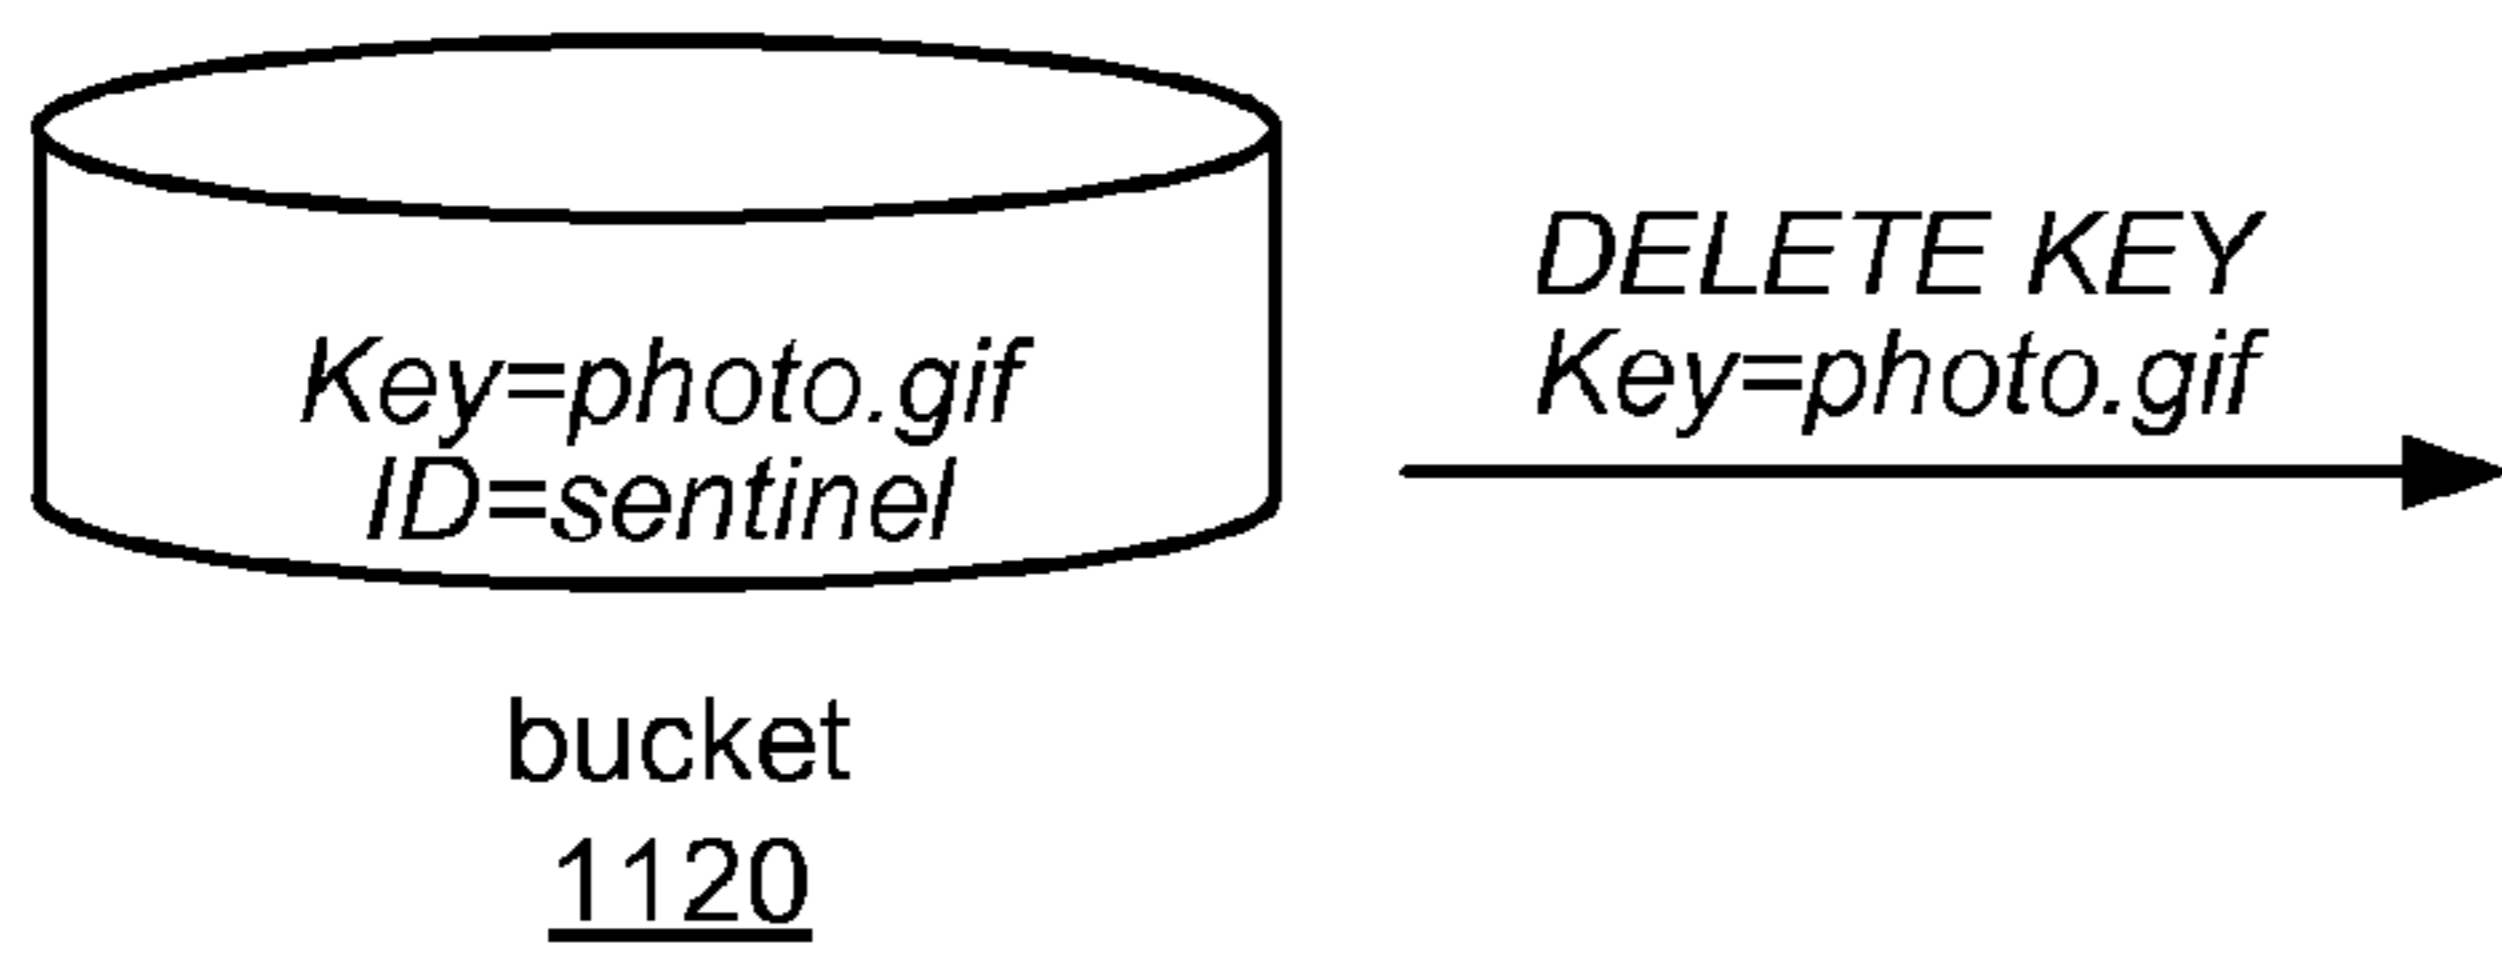 Key=photo.gif
ID=sentinel
bucket
1120
DELETE KEY
Key=photo.gif